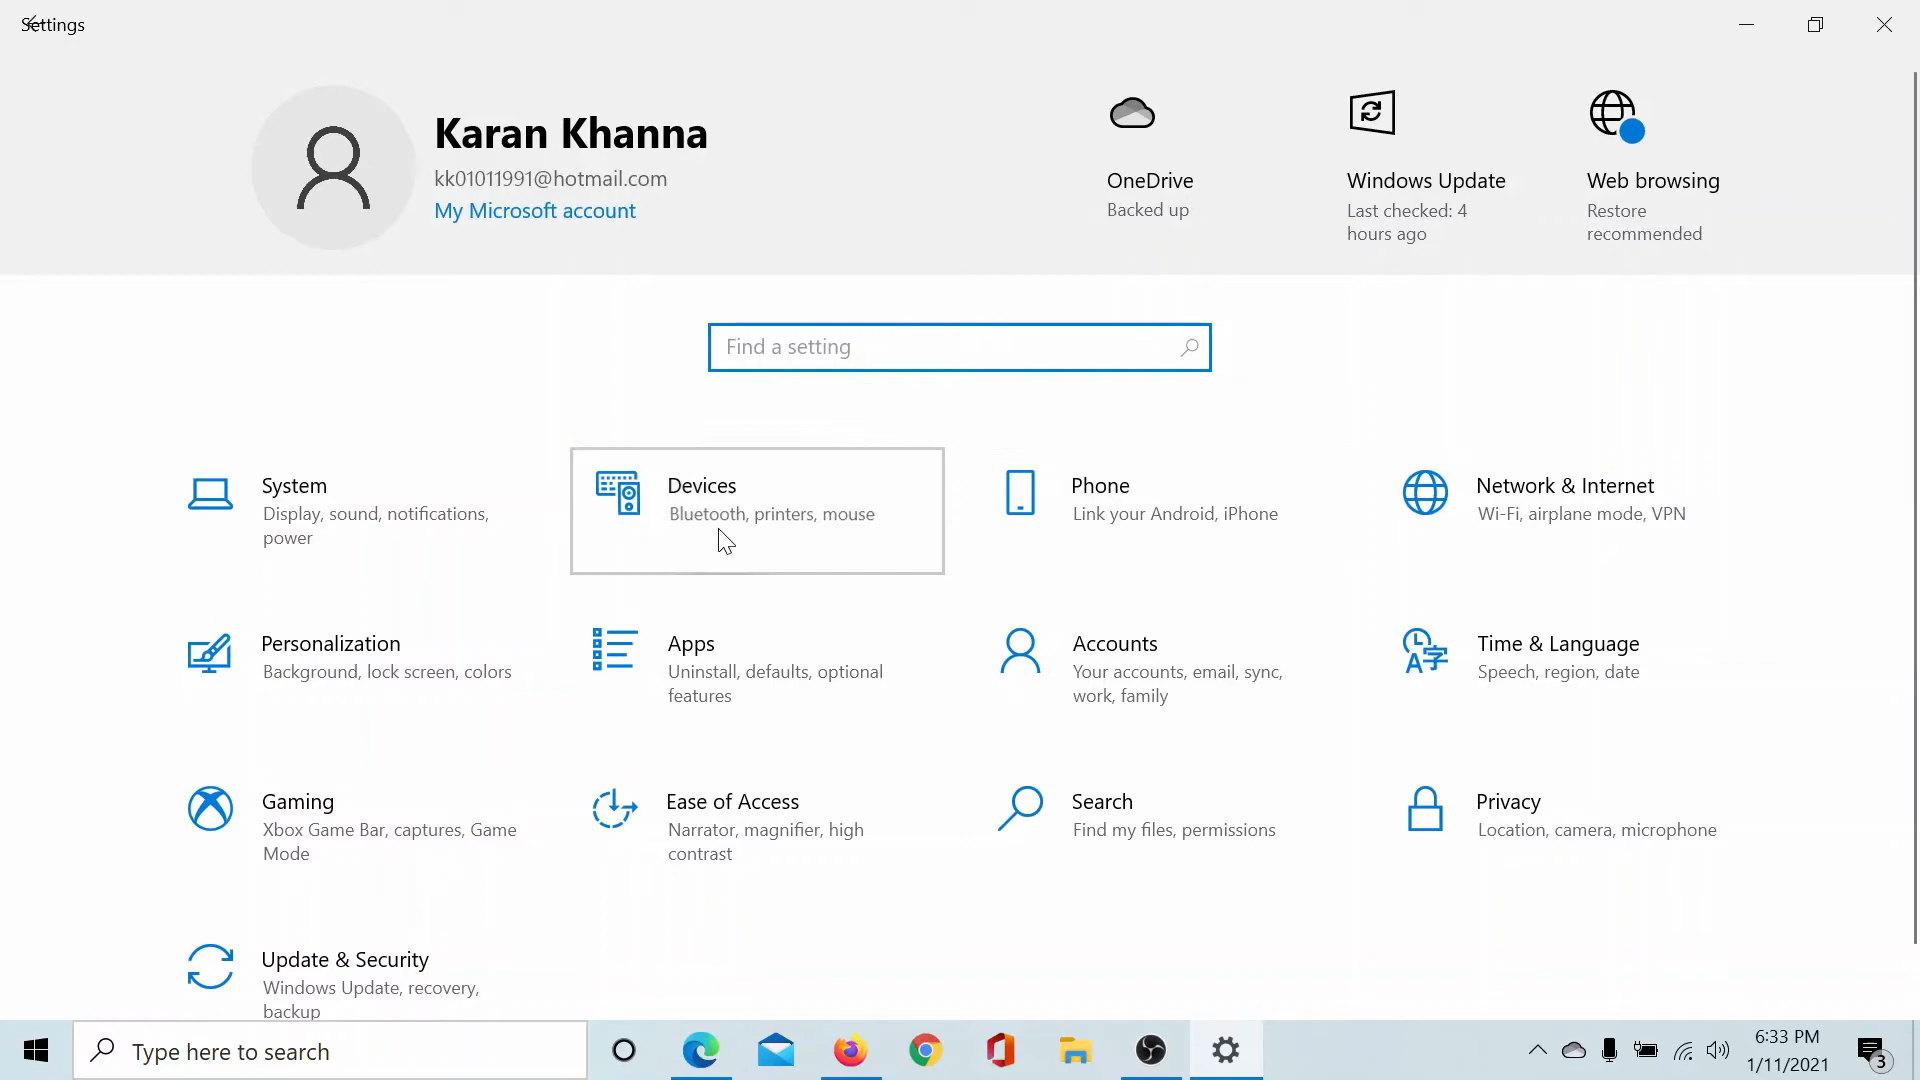 Settings
Karan Khanna
kk01011991@hotmail.com
My Microsoft account
OneDrive
Backed up
Windows Update
Last checked: 4
hours ago
Web browsing
Restore
recommended
Find a setting
System
Display, sound, notifications,
power
Devices
Bluetooth, printers, mouse
Phone
Link your Android, iPhone
Network & Internet
Wi-Fi, airplane mode, VPN
Personalization
Background, lock screen, colors
Apps
Uninstall, defaults, optional
features
Accounts
Your accounts, email, sync,
work, family
Time & Language
Speech, region, date
Gaming
Xbox Game Bar, captures, Game
Mode
Ease of Access
Narrator, magnifier, high
contrast
Search
Find my files, permissions
Privacy
Location, camera, microphone
Update & Security
Windows Update, recovery,
backup
Type here to search
6:33 PM
1/11/2021
3